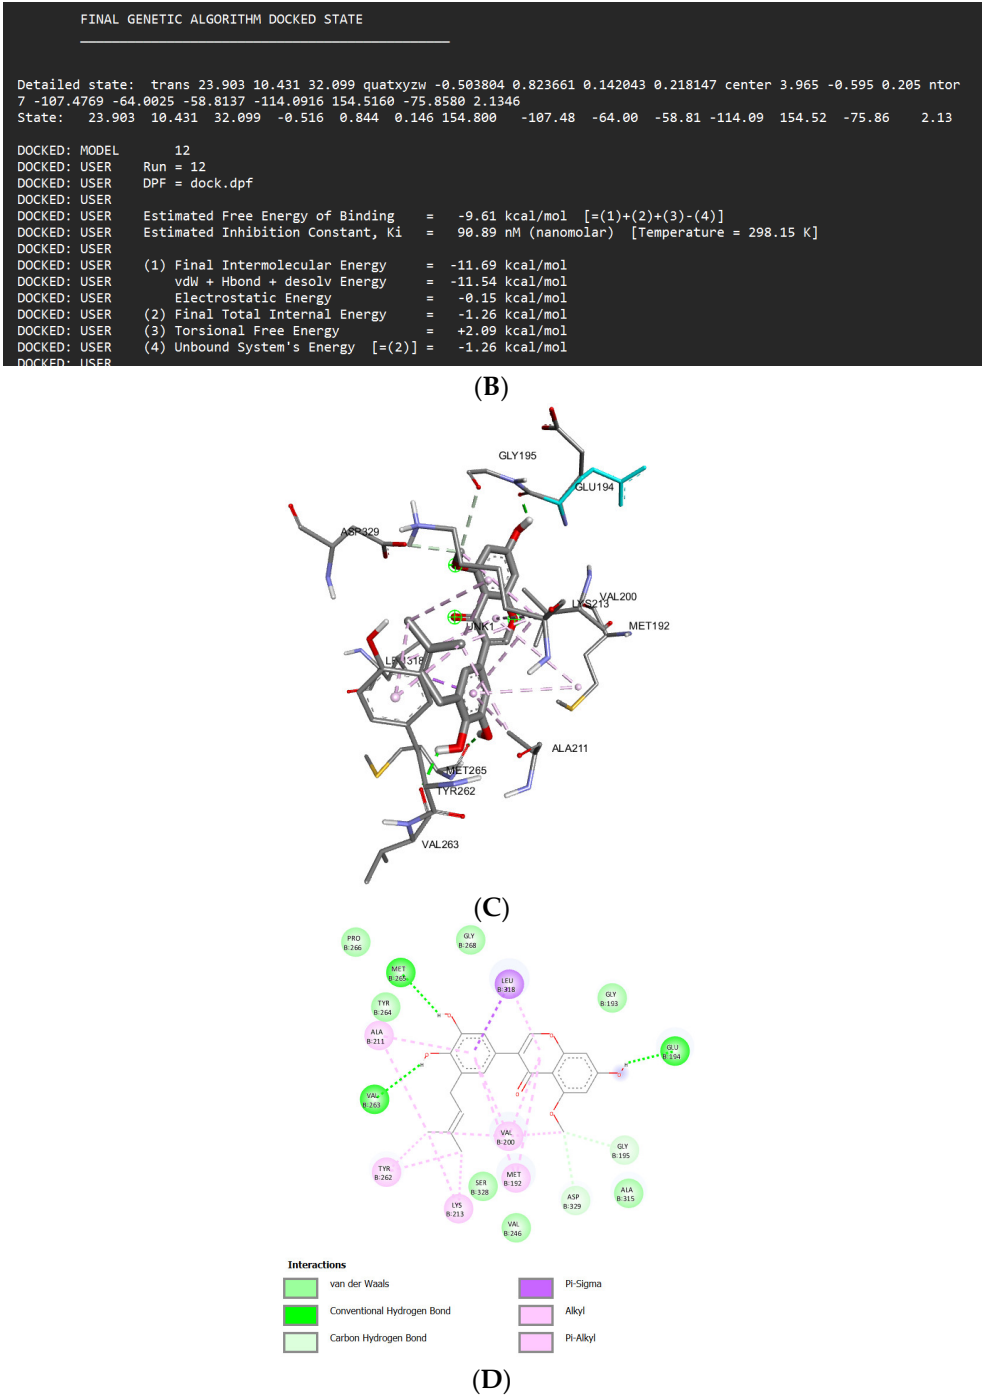 FINAL GENETIC ALGORITHM DOCKED STATE
Detailed state:  trans 23.903 10.431 32.099 quatxyzw -0.503804 0.823661 0.142043 0.218147 center 3.965 -0.595 0.205 ntor
7 -107.4769 -64.0025 -58.8137 -114.0916 154.5160 -75.8580 2.1346
State:   23.903  10.431  32.099  -0.516  0.844  0.146 154.800   -107.48  -64.00  -58.81 -114.09  154.52  -75.86    2.13
DOCKED: MODEL       12
DOCKED: USER    Run = 12
DOCKED: USER    DPF = dock.dpf
DOCKED: USER
DOCKED: USER    Estimated Free Energy of Binding    =   -9.61 kcal/mol  [=(1)+(2)+(3)-(4)]
DOCKED: USER    Estimated Inhibition Constant, Ki   =   90.89 nM (nanomolar)  [Temperature = 298.15 K]
DOCKED: USER
DOCKED: USER    (1) Final Intermolecular Energy     =  -11.69 kcal/mol
DOCKED: USER        vdW + Hbond + desolv Energy     =  -11.54 kcal/mol
DOCKED: USER        Electrostatic Energy            =   -0.15 kcal/mol
DOCKED: USER    (2) Final Total Internal Energy     =   -1.26 kcal/mol
DOCKED: USER    (3) Torsional Free Energy           =   +2.09 kcal/mol
DOCKED: USER    (4) Unbound System's Energy  [=(2)] =   -1.26 kcal/mol
DOCKED: USER
(B)
GLY195
GLU194
ASP329
VAL200
LYS213
MET192
UNK1
LEU318
ALA211
MET265
TYR262
VAL263
(C)
PRO
B:266
GLY
B:268
MET
B:265
LEU
B:318
GLY
B:193
TYR
B:264
ALA
B:211
GLU
B:194
VAL
B:263
VAL
B:200
GLY
B:195
TYR
B:262
MET
B:192
SER
B:328
ASP
B:329
ALA
B:315
LYS
B:213
VAL
B:246
H
O
O
H
O
O
O
H
O
Interactions
van der Waals
Conventional Hydrogen Bond
Carbon Hydrogen Bond
Pi-Sigma
Alkyl
Pi-Alkyl
(D)